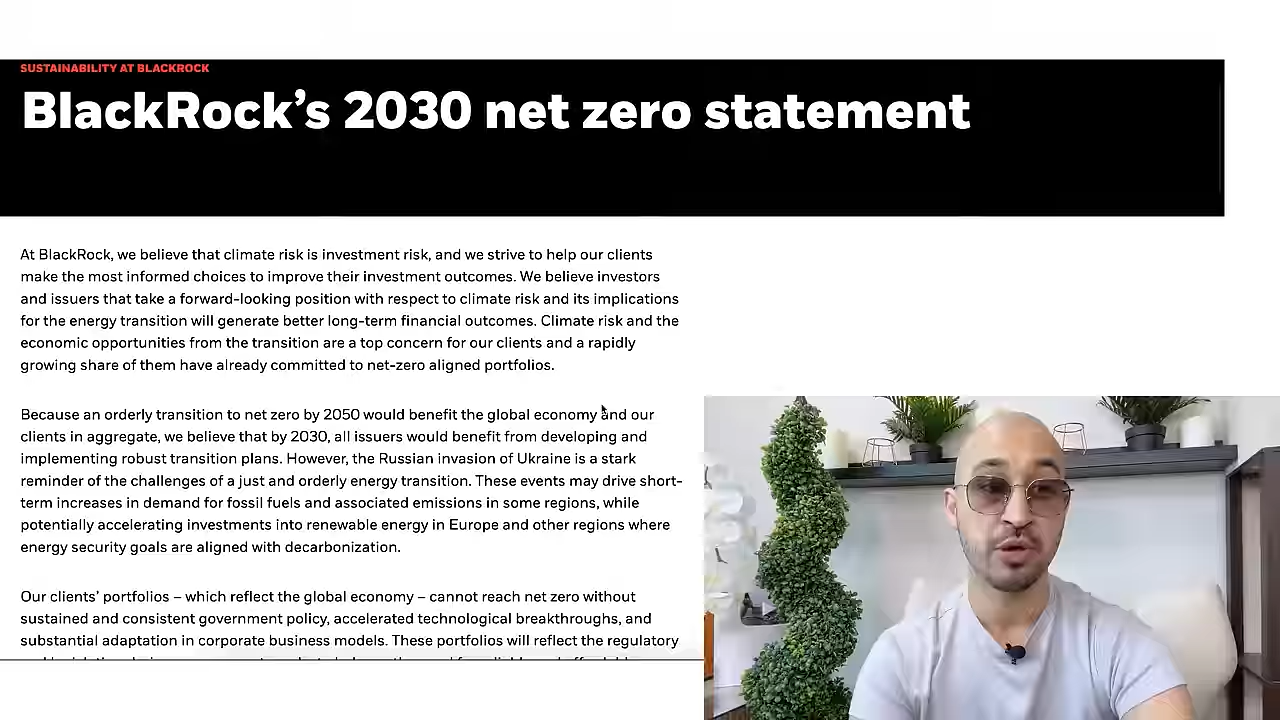 SUSTAINABILITY AT BLACKROCK
BlackRock’s 2030 net zero statement
At BlackRock, we believe that climate risk is investment risk, and we strive to help our clients
make the most informed choices to improve their investment outcomes. We believe investors
and issuers that take a forward-looking position with respect to climate risk and its implications
for the energy transition will generate better long-term financial outcomes. Climate risk and the
economic opportunities from the transition are a top concern for our clients and a rapidly
growing share of them have already committed to net-zero aligned portfolios.
Because an orderly transition to net zero by 2050 would benefit the global economy and our
clients in aggregate, we believe that by 2030, all issuers would benefit from developing and
implementing robust transition plans. However, the Russian invasion of Ukraine is a stark
reminder of the challenges of a just and orderly energy transition. These events may drive short-
term increases in demand for fossil fuels and associated emissions in some regions, while
potentially accelerating investments into renewable energy in Europe and other regions where
energy security goals are aligned with decarbonization.
Our clients’ portfolios – which reflect the global economy – cannot reach net zero without
sustained and consistent government policy, accelerated technological breakthroughs, and
substantial adaptation in corporate business models. These portfolios will reflect the regulatory